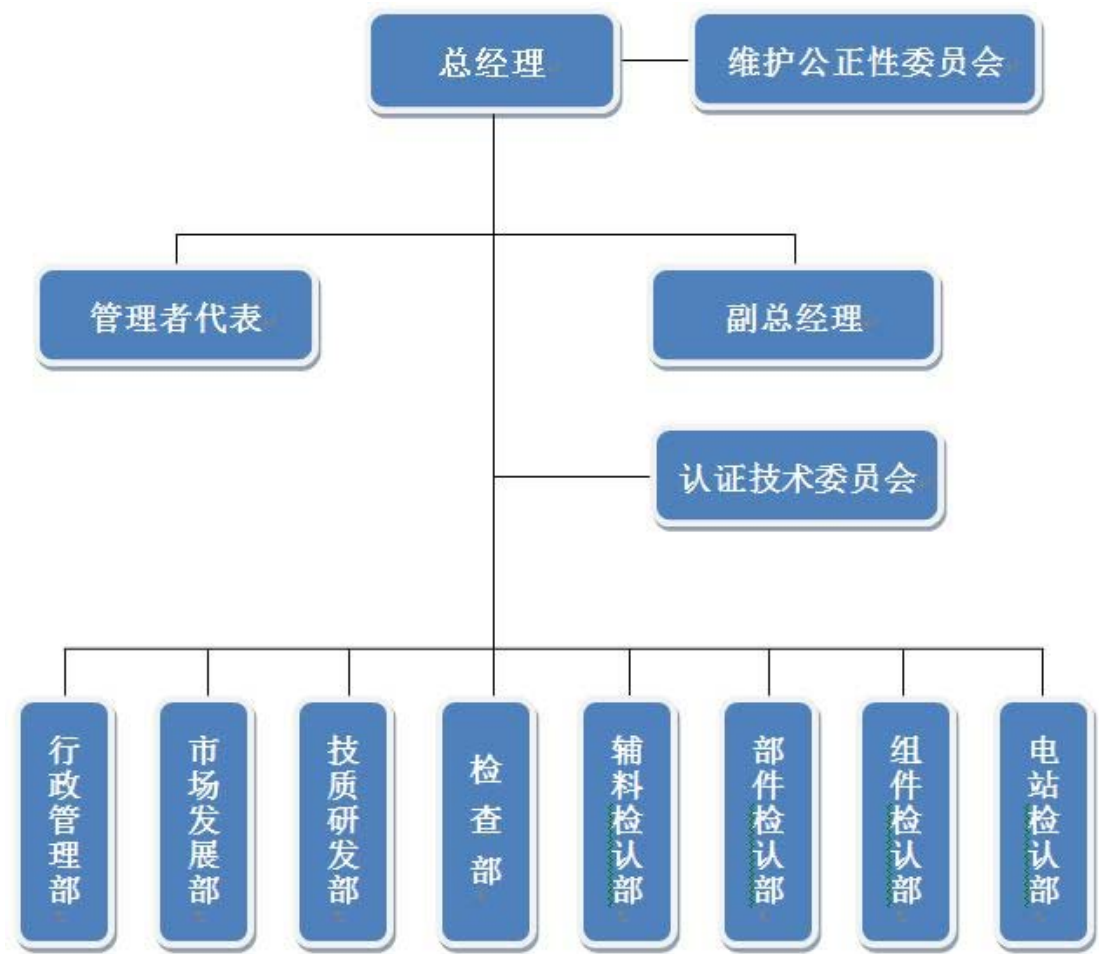 总经理
维护公正性委员会
管理者代表
副总经理
认证技术委员会
行政管理部
市场发展部
技质研发部
检查部
辅料检认部
部件检认部
组件检认部
电站检认部